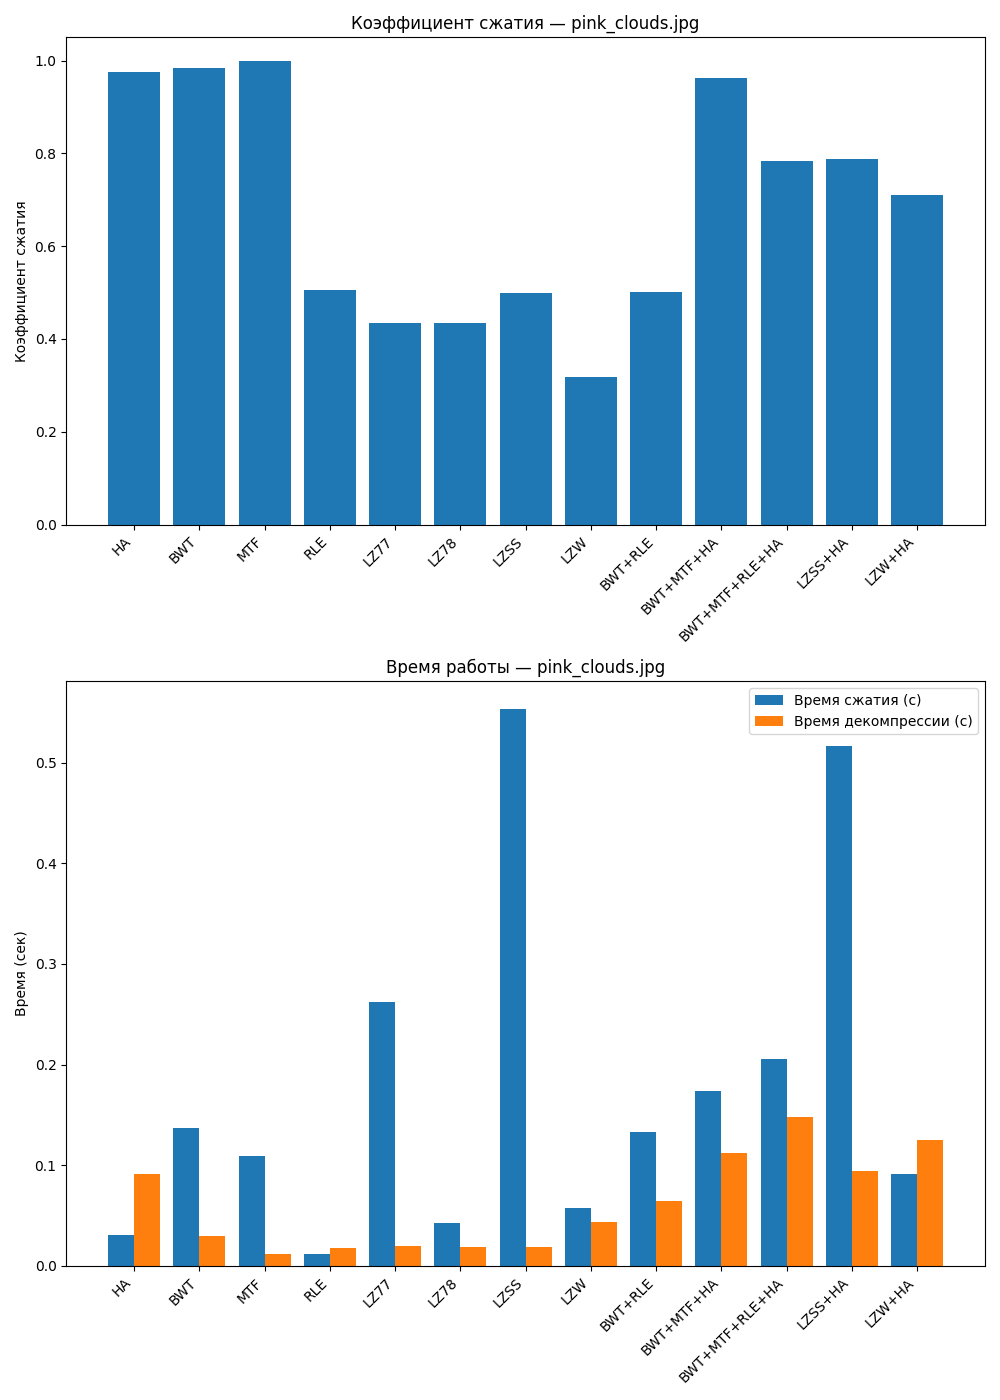 Коэффициент сжатия — pink_clouds.jpg
Коэффициент сжатия
1.0
0.8
0.6
0.4
0.2
0.0
HA
BWT
MTF
RLE
LZ77
LZ78
LZSS
LZW
BWT+RLE
BWT+MTF+HA
BWT+MTF+RLE+HA
LZSS+HA
LZW+HA
Время работы — pink_clouds.jpg
Время сжатия (с)
Время декомпрессии (с)
Время (сек)
0.5
0.4
0.3
0.2
0.1
0.0
HA
BWT
MTF
RLE
LZ77
LZ78
LZSS
LZW
BWT+RLE
BWT+MTF+HA
BWT+MTF+RLE+HA
LZSS+HA
LZW+HA